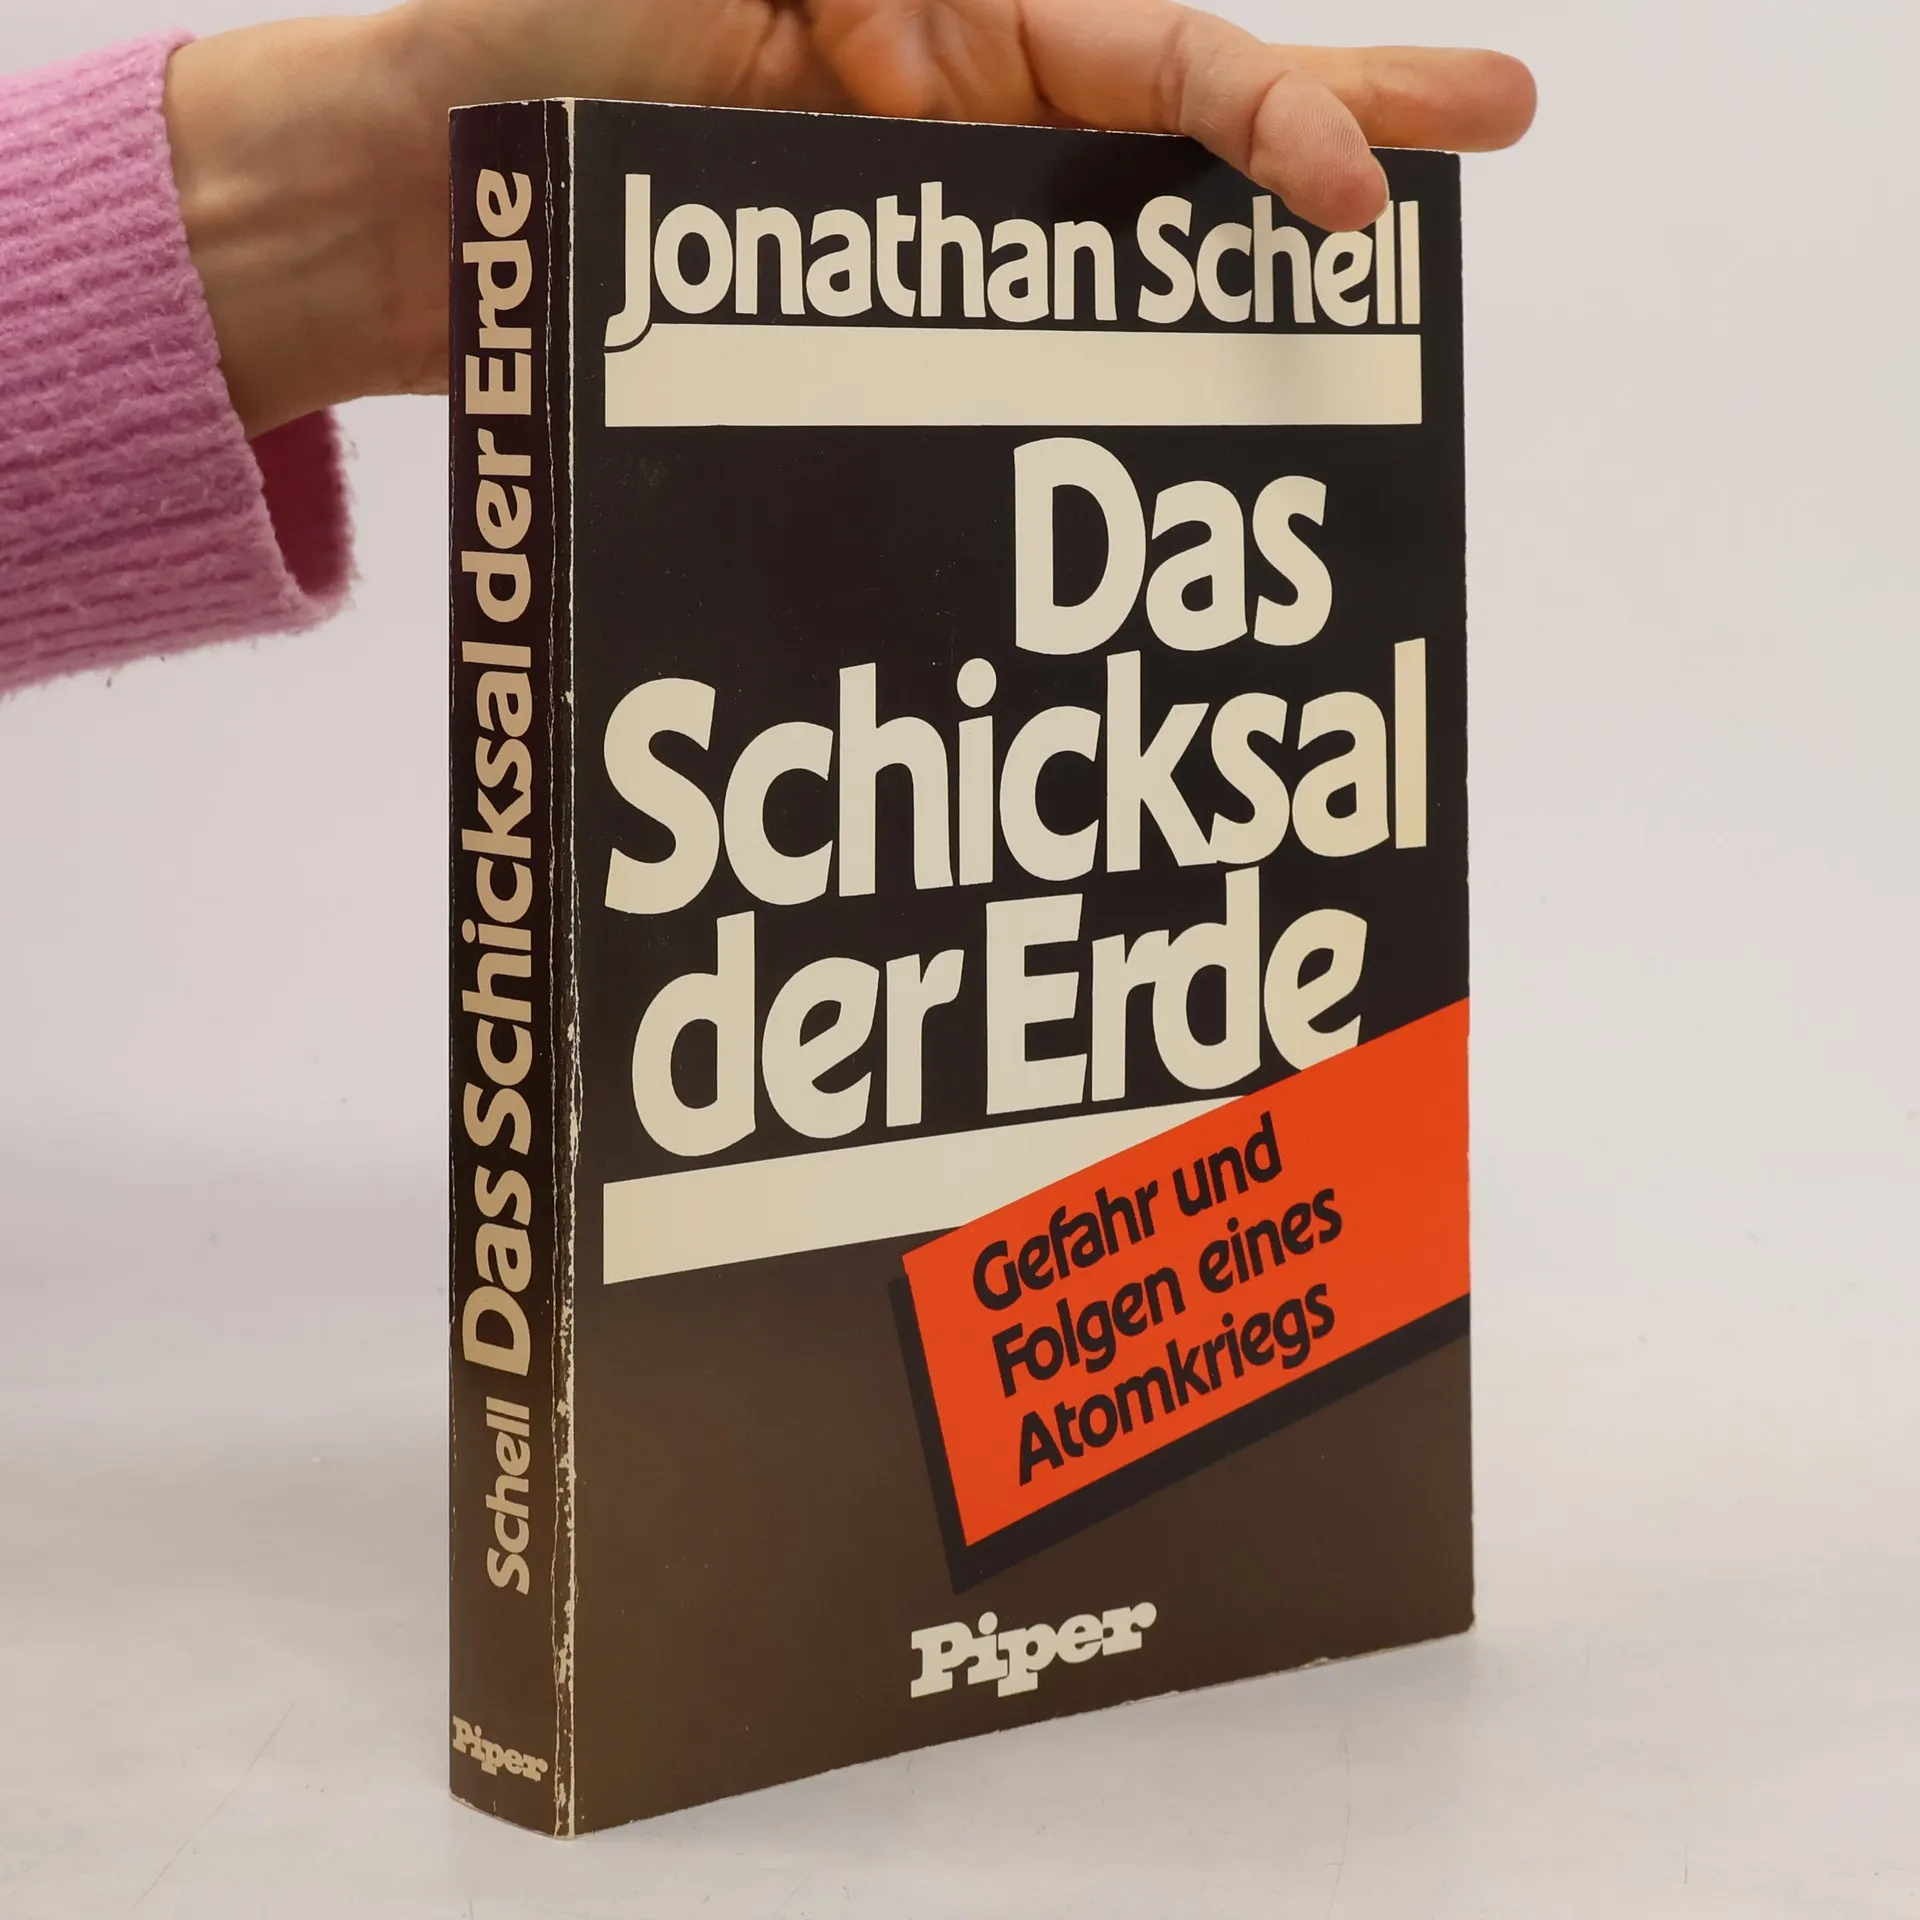 Jonathan Schell
Das
Schicksal
der Erde
Gefahr und
Folgen eines
Atomkriegs
Piper
Schell Das Schicksal der Erde
Piper